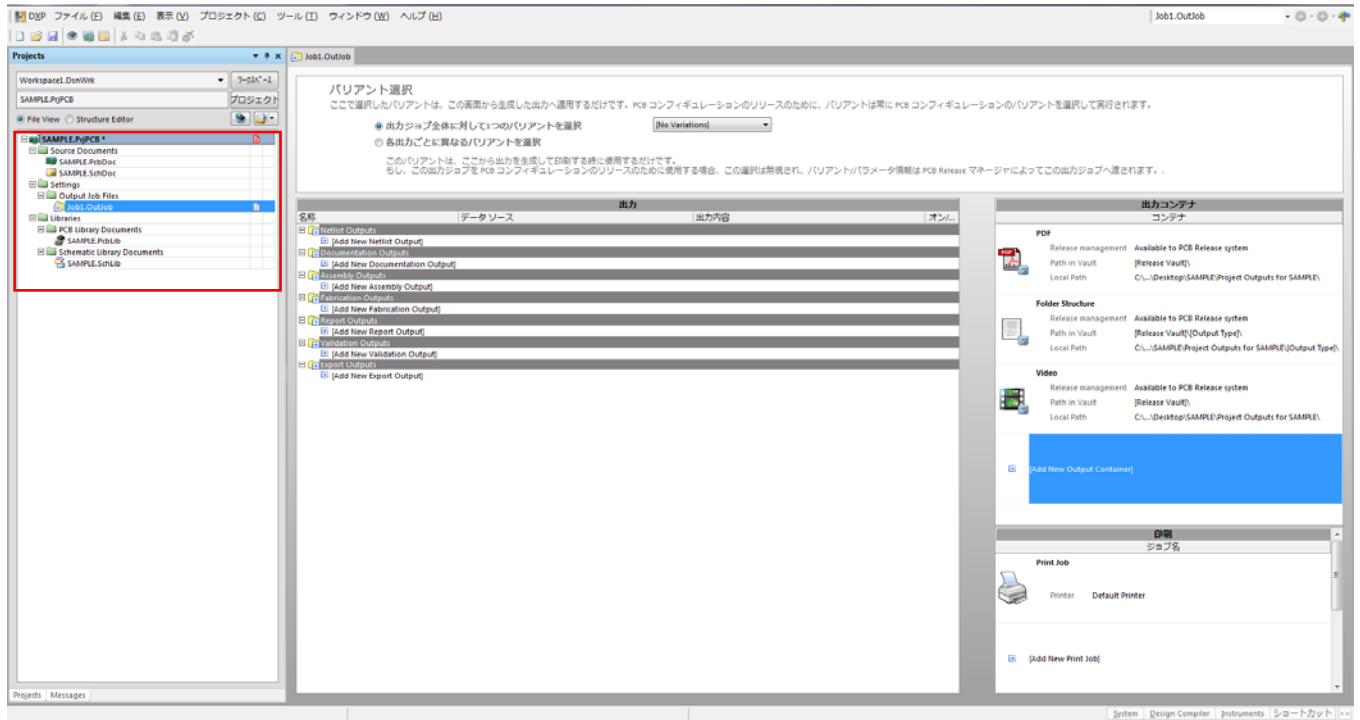 DXP ファイル (F) 編集 (E) 表示 (V) プロジェクト (C) ツール (T) ウィンドウ (W) ヘルプ (H)
Job1.OutJob
Projects
Job1.OutJob
Workspace1.DsnWrk
ワークスペース
SAMPLE.PrjPCB
プロジェクト
File View
Structure Editor
SAMPLE.PrjPCB *
Source Documents
SAMPLE.PcbDoc
SAMPLE.SchDoc
Settings
Output Job Files
Job1.OutJob
Libraries
PCB Library Documents
SAMPLE.PcbLib
Schematic Library Documents
SAMPLE.SchLib
バリアント選択
ここで選択したバリアントは、この画面から生成した出力へ適用するだけです。PCB コンフィギュレーションのリリースのために、バリアントは常に PCB コンフィギュレーションのバリアントを選択して実行されます。
出力ジョブ全体に対して1つのバリアントを選択
[No Variations]
各出力ごとに異なるバリアントを選択
このバリアントは、ここから出力を生成して印刷する時に使用するだけです。
もし、この出力ジョブを PCB コンフィギュレーションのリリースのために使用する場合、この選択は無視され、バリアント/パラメータ情報は PCB Release マネージャによってこの出力ジョブへ渡されます。.
出力
名称 データ ソース 出力内容 オン/...
Netlist Outputs
[Add New Netlist Output]
Documentation Outputs
[Add New Documentation Output]
Assembly Outputs
[Add New Assembly Output]
Fabrication Outputs
[Add New Fabrication Output]
Report Outputs
[Add New Report Output]
Validation Outputs
[Add New Validation Output]
Export Outputs
[Add New Export Output]
出力コンテナ
コンテナ
PDF
Release management Available to PCB Release system
Path in Vault [Release Vault]\
Local Path C:\...\Desktop\SAMPLE\Project Outputs for SAMPLE\
Folder Structure
Release management Available to PCB Release system
Path in Vault [Release Vault]\[Output Type]\
Local Path C:\...\SAMPLE\Project Outputs for SAMPLE\[Output Type]\
Video
Release management Available to PCB Release system
Path in Vault [Release Vault]\
Local Path C:\...\Desktop\SAMPLE\Project Outputs for SAMPLE\
[Add New Output Container]
印刷
ジョブ名
Print Job
Printer Default Printer
[Add New Print Job]
Projects Messages
System Design Compiler Instruments ショートカット >>